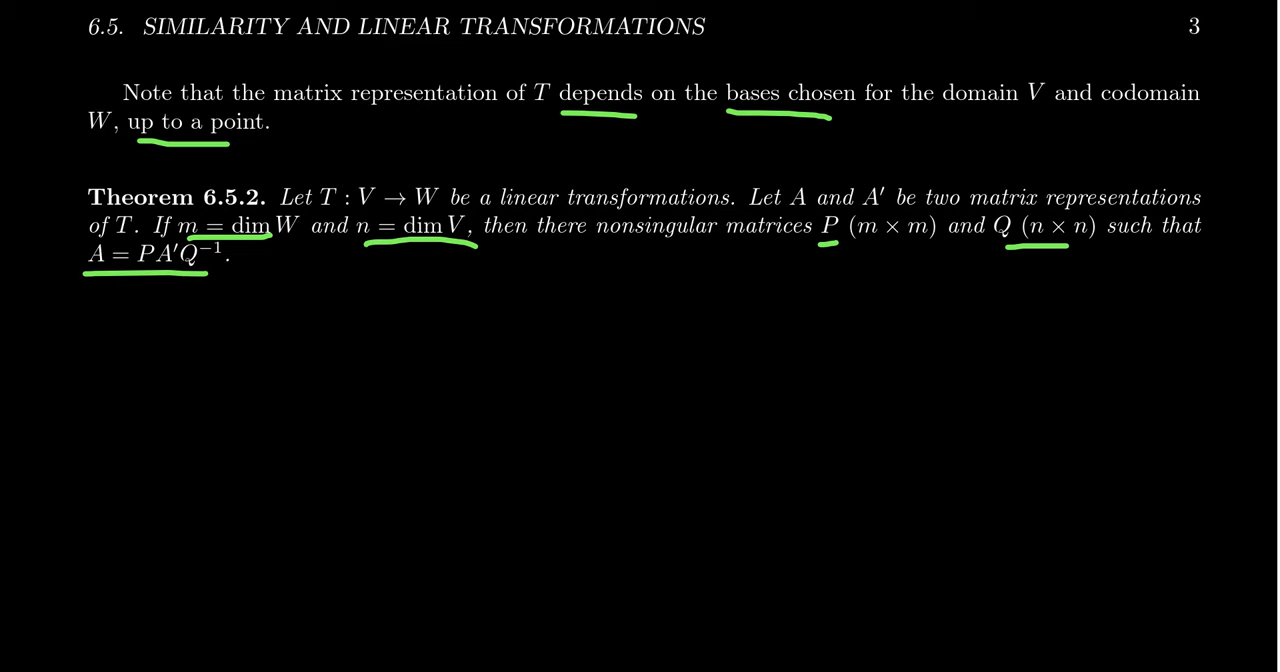 6.5. SIMILARITY AND LINEAR TRANSFORMATIONS 3
Note that the matrix representation of T depends on the bases chosen for the domain V and codomain
W, up to a point.
Theorem 6.5.2. Let T : V → W be a linear transformations. Let A and A′ be two matrix representations
of T. If m = dim W and n = dim V, then there nonsingular matrices P (m × m) and Q (n × n) such that
A = PA′Q⁻¹.